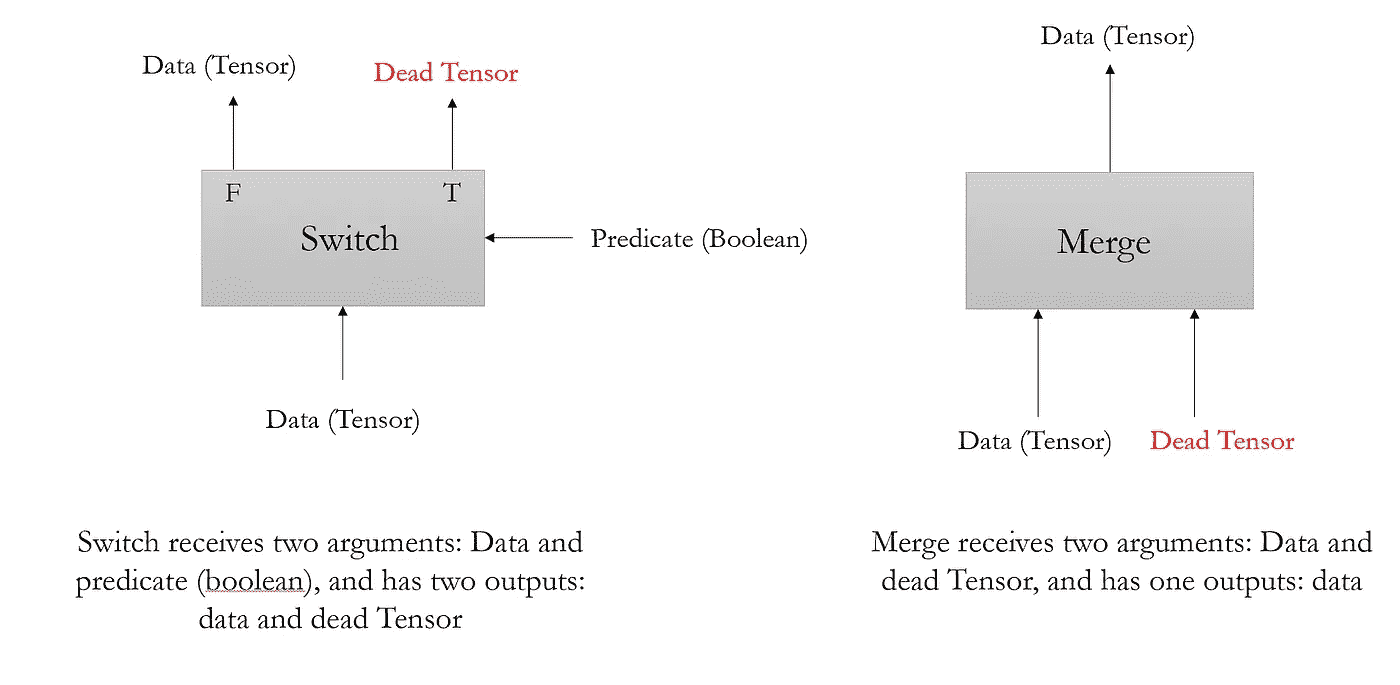 Data (Tensor)
Dead Tensor
F
T
Switch
Predicate (Boolean)
Data (Tensor)
Switch receives two arguments: Data and
predicate (boolean), and has two outputs:
data and dead Tensor
Data (Tensor)
Merge
Data (Tensor)
Dead Tensor
Merge receives two arguments: Data and
dead Tensor, and has one outputs: data